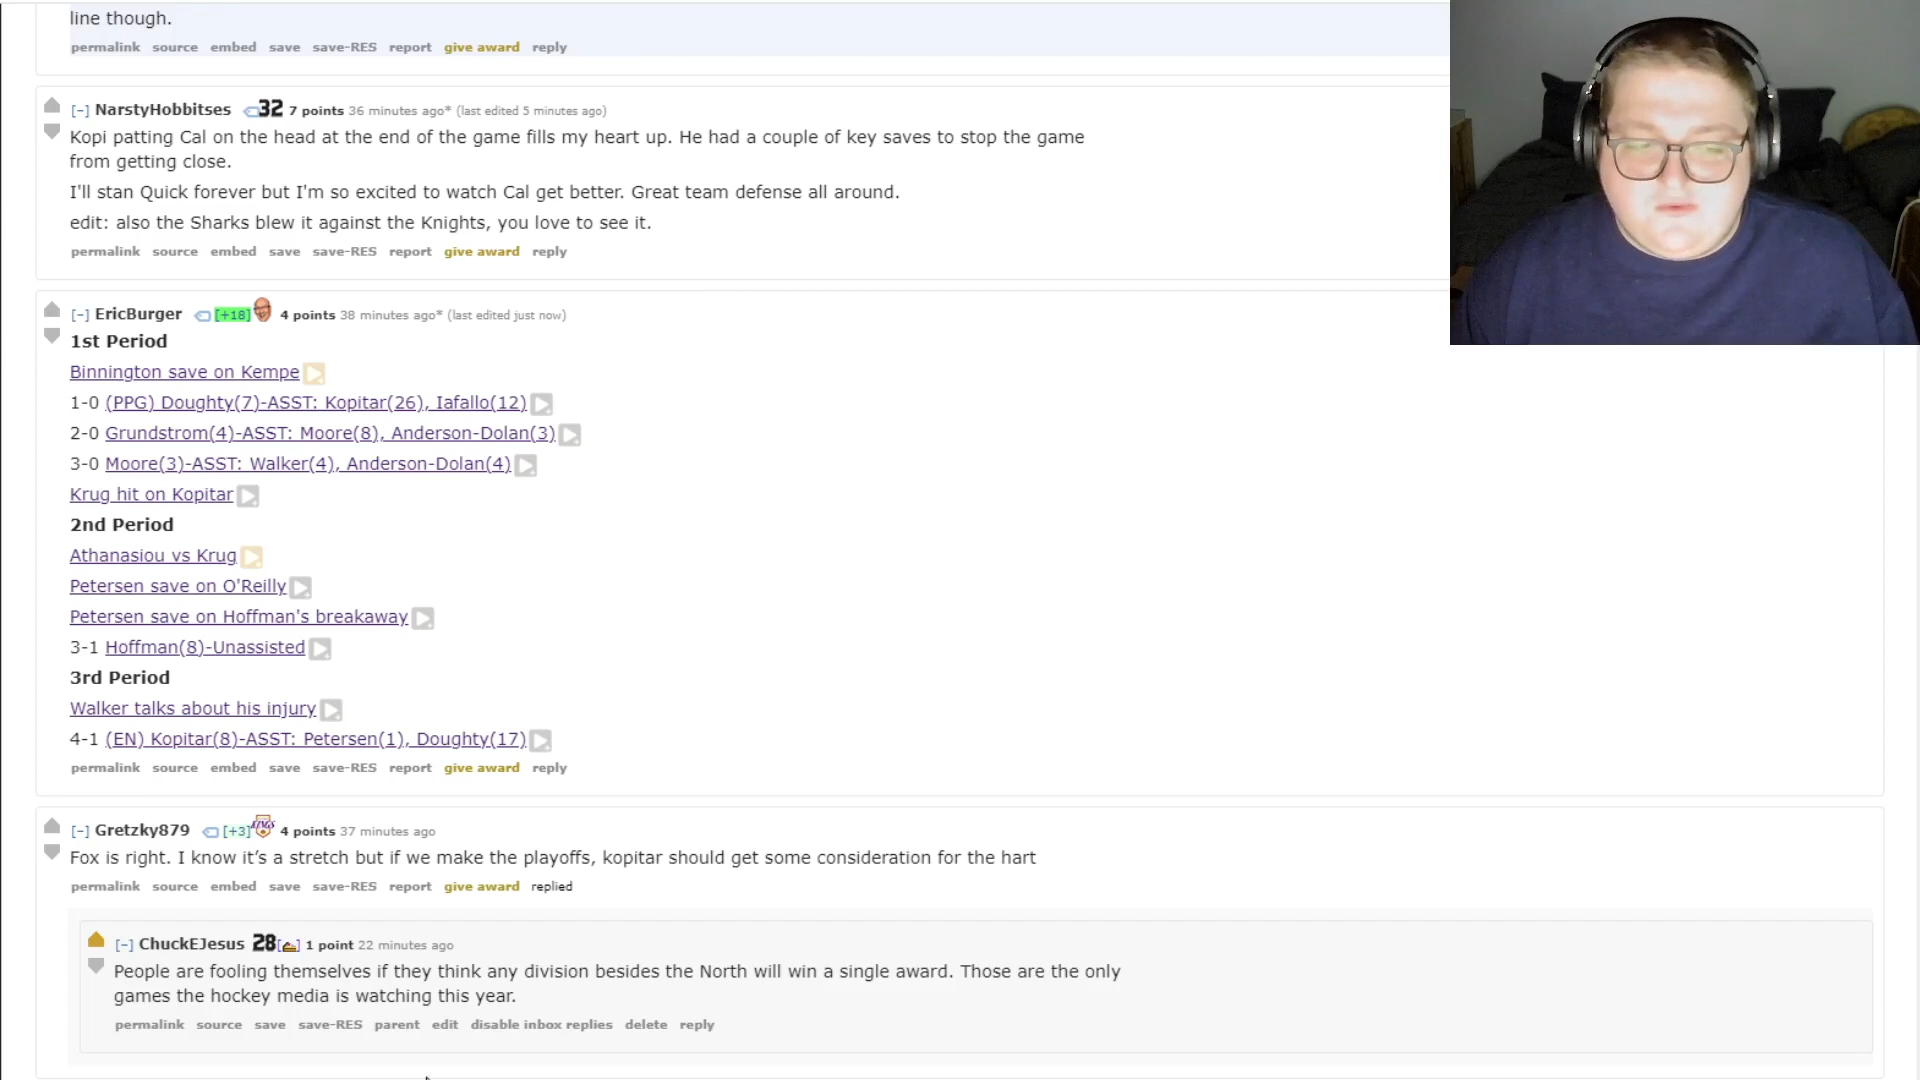 line though.
permalink source embed save save-RES report give award reply
[–] NarstyHobbitses 32 7 points 36 minutes ago* (last edited 5 minutes ago)
Kopi patting Cal on the head at the end of the game fills my heart up. He had a couple of key saves to stop the game
from getting close.
I'll stan Quick forever but I'm so excited to watch Cal get better. Great team defense all around.
edit: also the Sharks blew it against the Knights, you love to see it.
permalink source embed save save-RES report give award reply
[–] EricBurger [+18] 4 points 38 minutes ago* (last edited just now)
1st Period
Binnington save on Kempe
1-0 (PPG) Doughty(7)-ASST: Kopitar(26), Iafallo(12)
2-0 Grundstrom(4)-ASST: Moore(8), Anderson-Dolan(3)
3-0 Moore(3)-ASST: Walker(4), Anderson-Dolan(4)
Krug hit on Kopitar
2nd Period
Athanasiou vs Krug
Petersen save on O'Reilly
Petersen save on Hoffman's breakaway
3-1 Hoffman(8)-Unassisted
3rd Period
Walker talks about his injury
4-1 (EN) Kopitar(8)-ASST: Petersen(1), Doughty(17)
permalink source embed save save-RES report give award reply
[–] Gretzky879 [+3] KINGS 4 points 37 minutes ago
Fox is right. I know it’s a stretch but if we make the playoffs, kopitar should get some consideration for the hart
permalink source embed save save-RES report give award replied
[–] ChuckEJesus 28 [] 1 point 22 minutes ago
People are fooling themselves if they think any division besides the North will win a single award. Those are the only
games the hockey media is watching this year.
permalink source save save-RES parent edit disable inbox replies delete reply